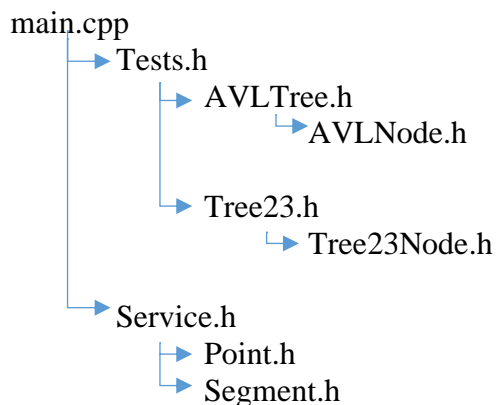 main.cpp
Tests.h
AVLTree.h
AVLNode.h
Tree23.h
Tree23Node.h
Service.h
Point.h
Segment.h